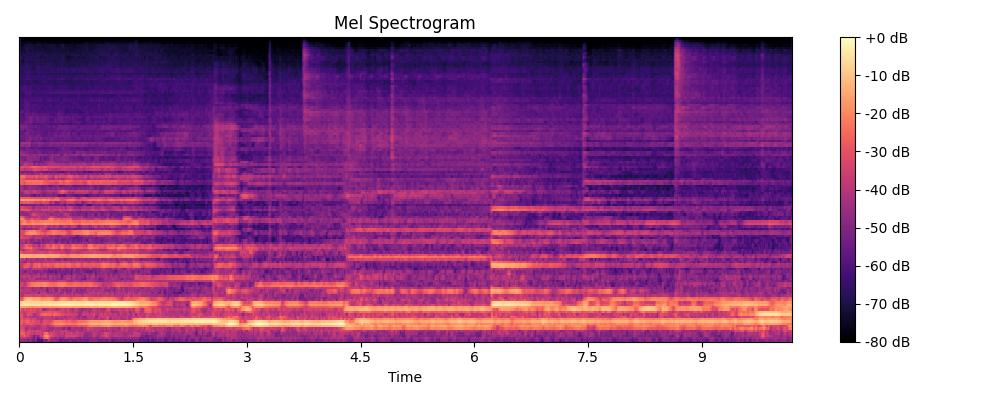 Mel Spectrogram
+0 dB
-10 dB
-20 dB
-30 dB
-40 dB
-50 dB
-60 dB
-70 dB
-80 dB
0 1.5 3 4.5 6 7.5 9
Time